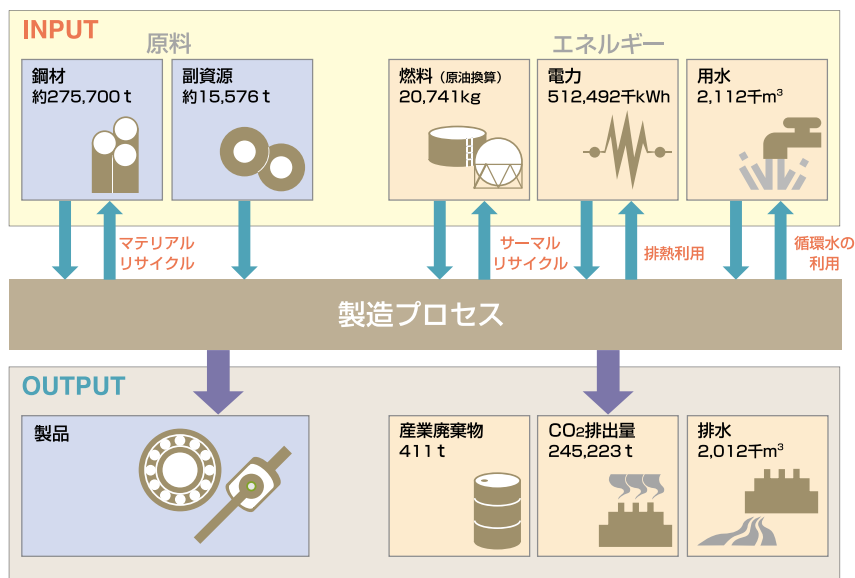 INPUT
原料
エネルギー
鋼材
約275,700t
副資源
約15,576t
燃料（原油換算）
20,741kg
電力
512,492千kWh
用水
2,112千m³
マテリアル
リサイクル
サーマル
リサイクル
排熱利用
循環水の
利用
製造プロセス
OUTPUT
製品
産業廃棄物
411t
CO₂排出量
245,223t
排水
2,012千m³